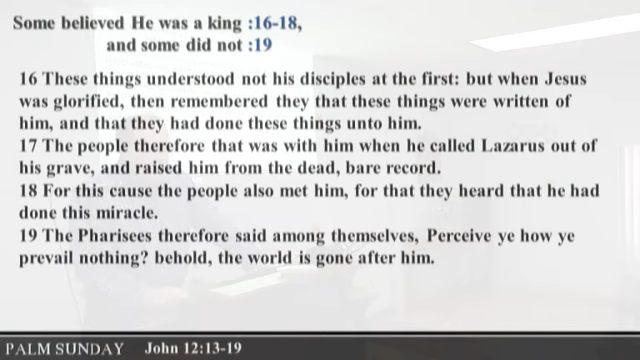 Some believed He was a king :16-18,
and some did not :19
16 These things understood not his disciples at the first: but when Jesus
was glorified, then remembered they that these things were written of
him, and that they had done these things unto him.
17 The people therefore that was with him when he called Lazarus out of
his grave, and raised him from the dead, bare record.
18 For this cause the people also met him, for that they heard that he had
done this miracle.
19 The Pharisees therefore said among themselves, Perceive ye how ye
prevail nothing? behold, the world is gone after him.
PALM SUNDAY John 12:13-19